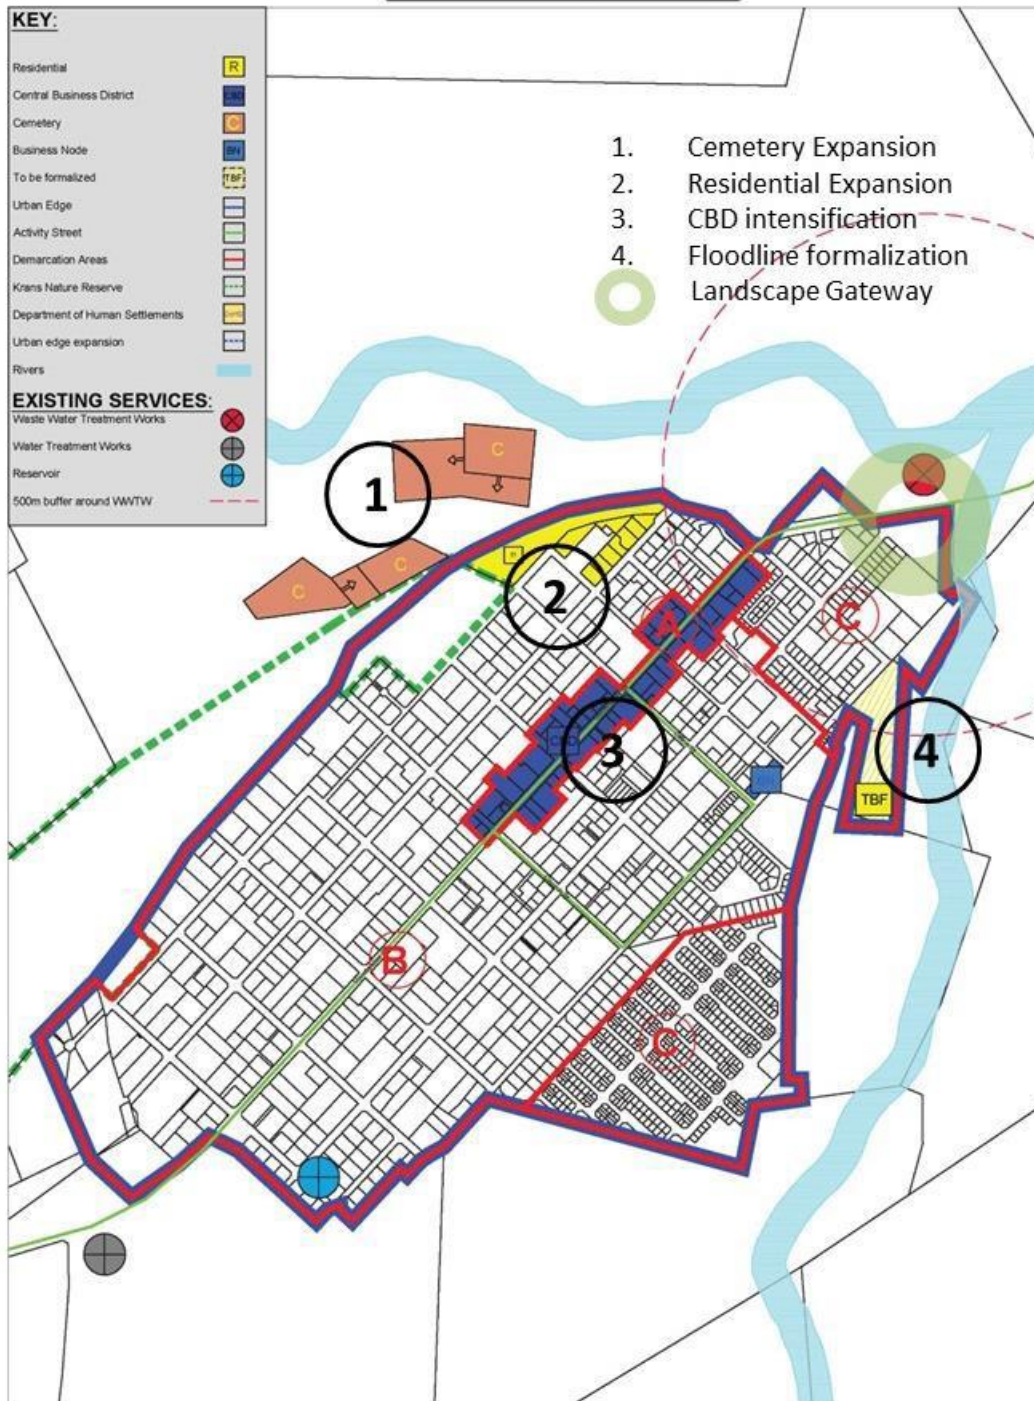 KEY:
Residential R
Central Business District CBD
Cemetery C
Business Node BN
To be formalized TBF
Urban Edge
Activity Street
Demarcation Areas
Krans Nature Reserve
Department of Human Settlements
Urban edge expansion
Rivers
EXISTING SERVICES:
Waste Water Treatment Works
Water Treatment Works
Reservoir
500m buffer around WWTW
1. Cemetery Expansion
2. Residential Expansion
3. CBD intensification
4. Floodline formalization
Landscape Gateway
C
1
C
C
R
2
A
C
CBD
3
4
BN
TBF
B
C